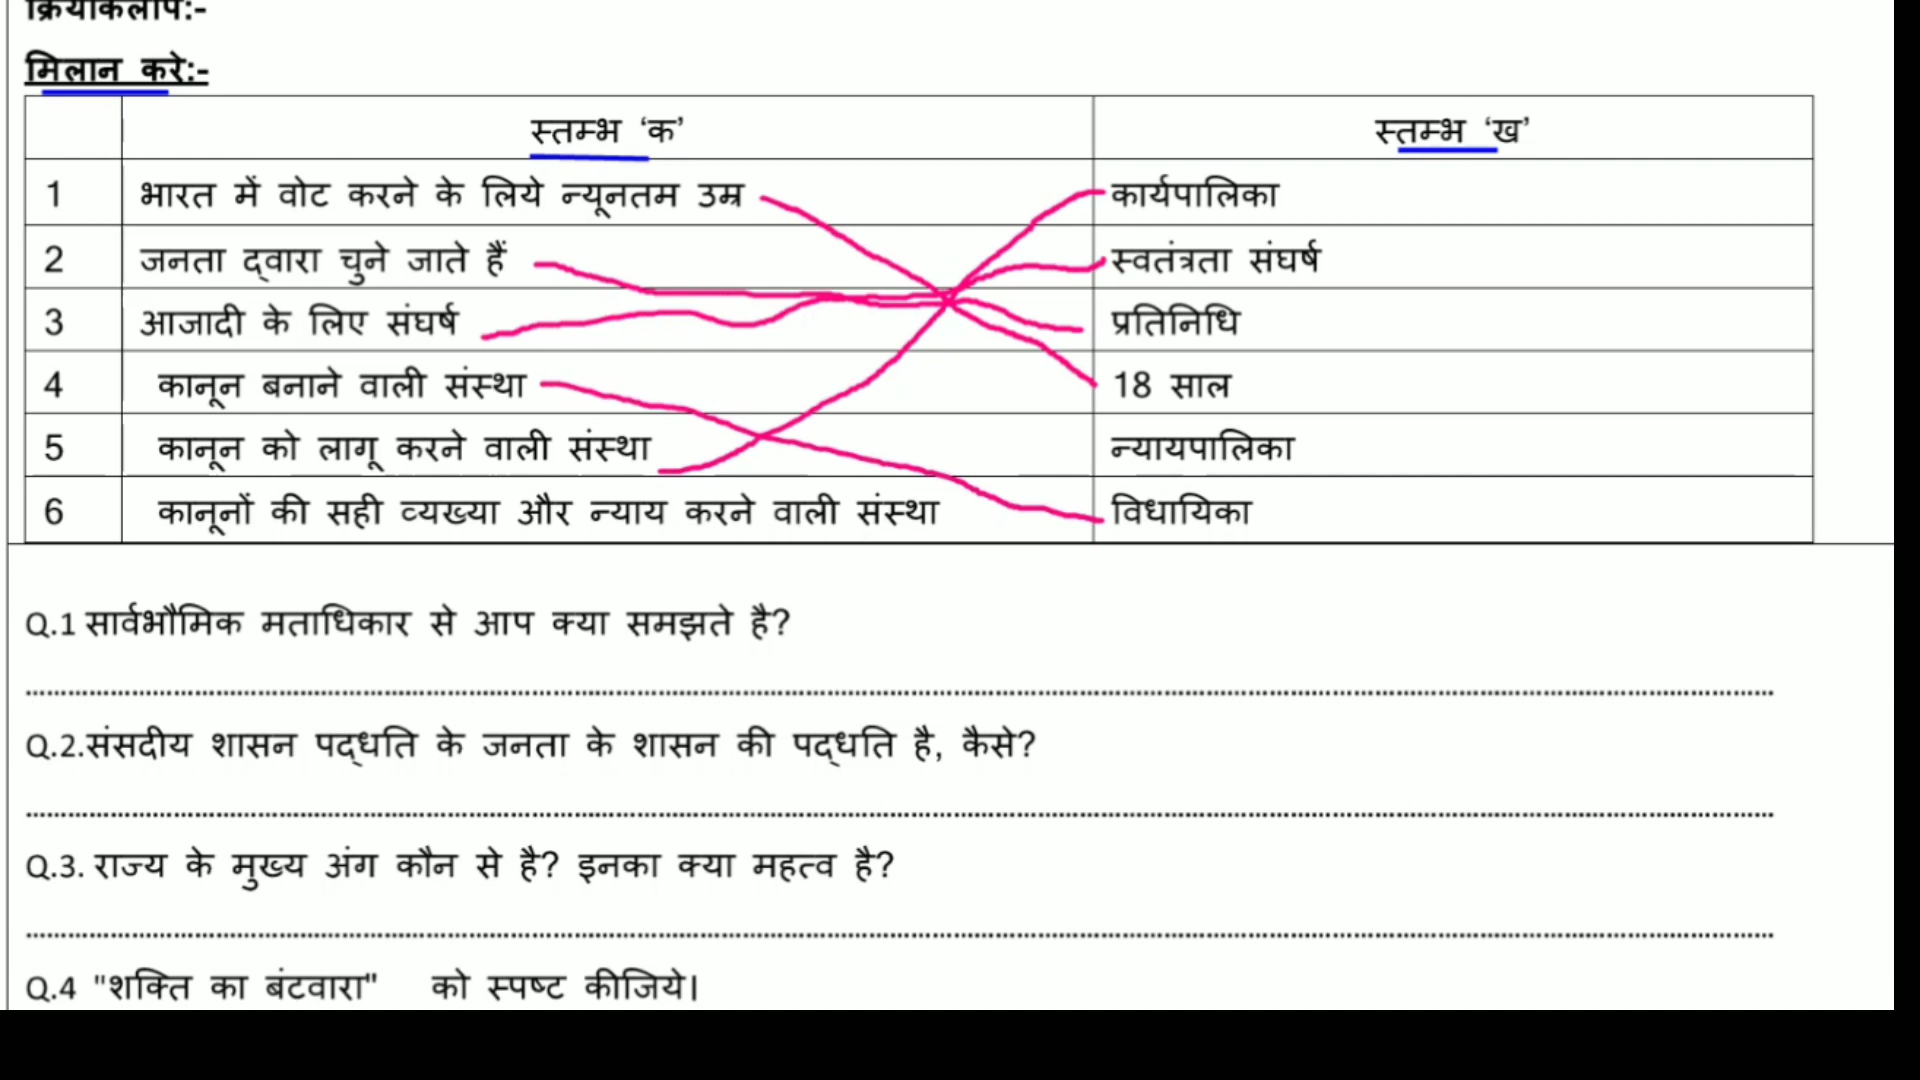 क्रियाकलाप:-
मिलान करे:-
स्तम्भ ‘क’ स्तम्भ ‘ख’
1 भारत में वोट करने के लिये न्यूनतम उम्र कार्यपालिका
2 जनता द्वारा चुने जाते हैं स्वतंत्रता संघर्ष
3 आजादी के लिए संघर्ष प्रतिनिधि
4 कानून बनाने वाली संस्था 18 साल
5 कानून को लागू करने वाली संस्था न्यायपालिका
6 कानूनों की सही व्यख्या और न्याय करने वाली संस्था विधायिका
Q.1 सार्वभौमिक मताधिकार से आप क्या समझते है?
Q.2.संसदीय शासन पद्धति के जनता के शासन की पद्धति है, कैसे?
Q.3. राज्य के मुख्य अंग कौन से है? इनका क्या महत्व है?
Q.4 "शक्ति का बंटवारा" को स्पष्ट कीजिये।